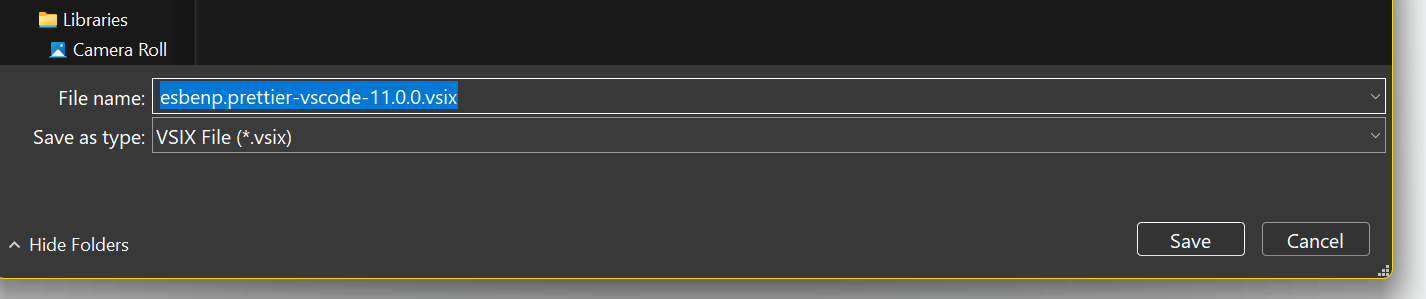 Libraries
Camera Roll
File name: esbenp.prettier-vscode-11.0.0.vsix
Save as type: VSIX File (*.vsix)
Hide Folders Save Cancel